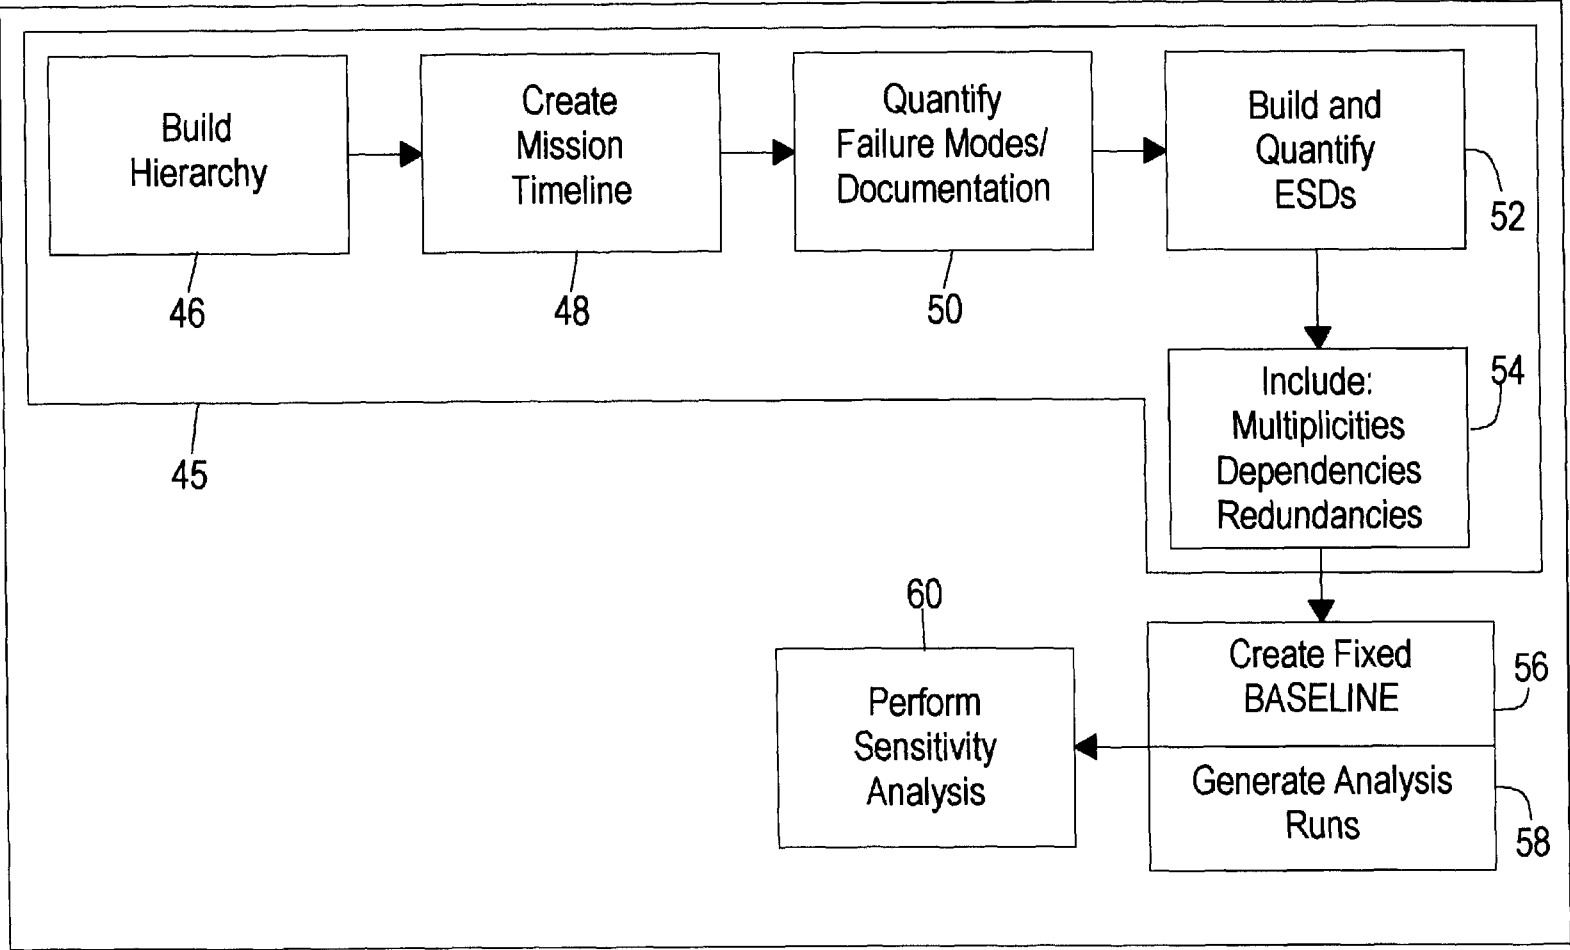 Build
Hierarchy
46
Create
Mission
Timeline
48
Quantify
Failure Modes/
Documentation
50
Build and
Quantify
ESDs
52
Include:
Multiplicities
Dependencies
Redundancies
54
45
Create Fixed
BASELINE
56
Generate Analysis
Runs
58
60
Perform
Sensitivity
Analysis